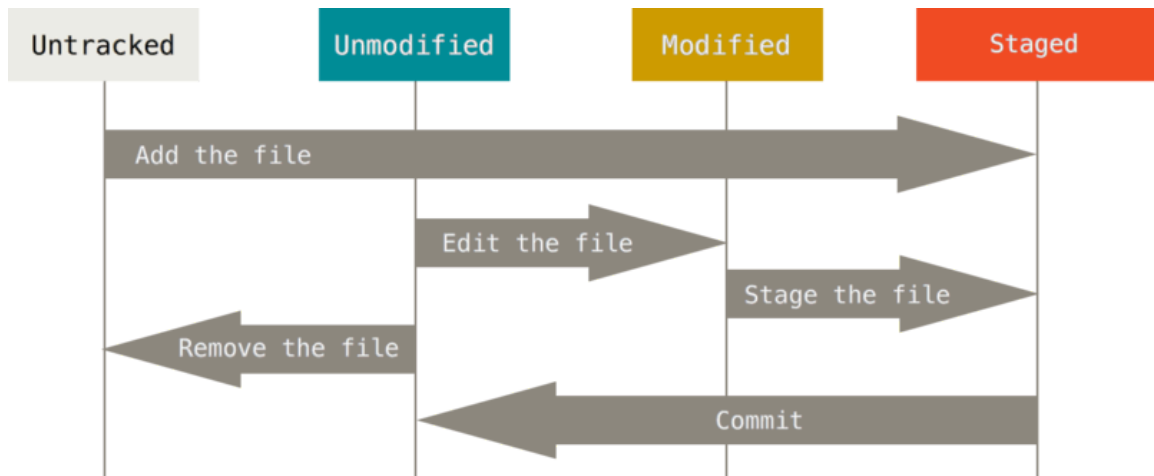 Untracked
Unmodified
Modified
Staged
Add the file
Edit the file
Stage the file
Remove the file
Commit